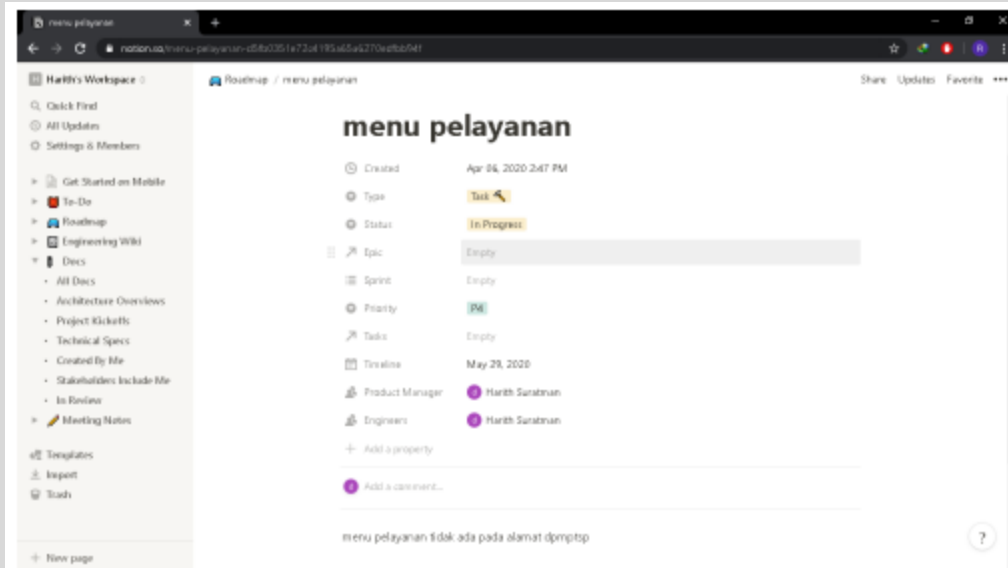 menu pelayanan
notion.so/menu-pelayanan-
Harith's Workspace
Roadmap / menu pelayanan
Share Updates Favorite
Quick Find
All Updates
Settings & Members
Get Started on Mobile
To-Do
Roadmap
Engineering Wiki
Docs
All Docs
Architecture Overviews
Project Kickoffs
Technical Specs
Created By Me
Stakeholders Include Me
In Review
Meeting Notes
Templates
Import
Trash
New page
menu pelayanan
Created Apr 06, 2020 2:47 PM
Type Task
Status In Progress
Epic Empty
Sprint Empty
Priority
Tasks Empty
Timeline May 29, 2020
Product Manager Harith Suratman
Engineers Harith Suratman
Add a property
Add a comment...
menu pelayanan tidak ada pada alamat dpmptsp
?